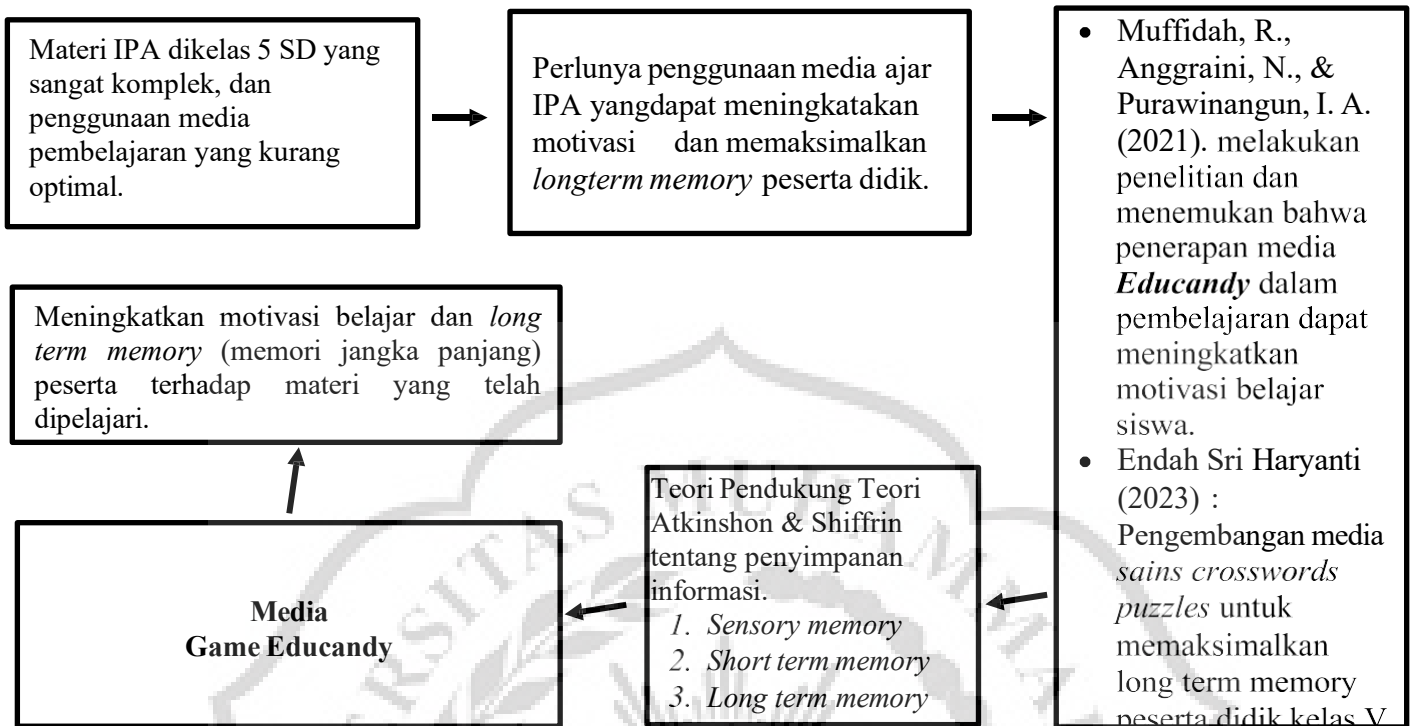 Materi IPA dikelas 5 SD yang
sangat komplek, dan
penggunaan media
pembelajaran yang kurang
optimal.
Perlunya penggunaan media ajar
IPA yangdapat meningkatakan
motivasi dan memaksimalkan
longterm memory peserta didik.
• Muffidah, R.,
Anggraini, N., &
Purawinangun, I. A.
(2021). melakukan
penelitian dan
menemukan bahwa
penerapan media
Educandy dalam
pembelajaran dapat
meningkatkan
motivasi belajar
siswa.
• Endah Sri Haryanti
(2023) :
Pengembangan media
sains crosswords
puzzles untuk
memaksimalkan
long term memory
peserta didik kelas V
Teori Pendukung Teori
Atkinshon & Shiffrin
tentang penyimpanan
informasi.
1. Sensory memory
2. Short term memory
3. Long term memory
Media
Game Educandy
Meningkatkan motivasi belajar dan long
term memory (memori jangka panjang)
peserta terhadap materi yang telah
dipelajari.